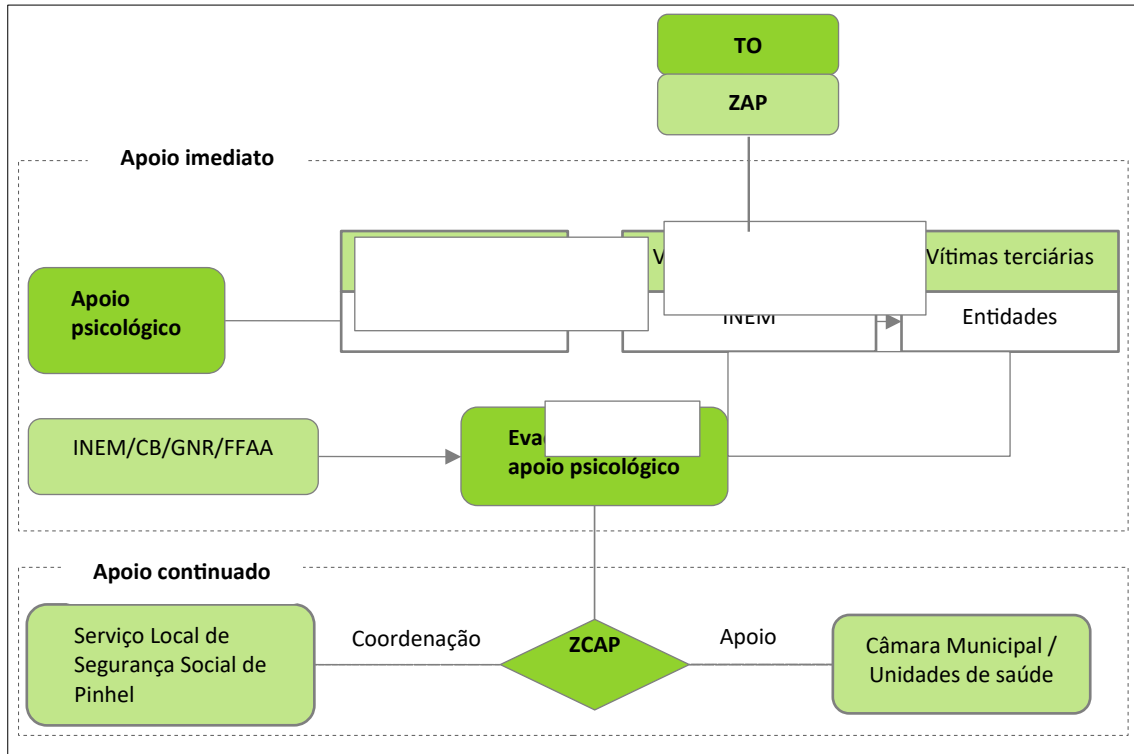 TO
ZAP
Apoio imediato
Vítimas terciárias
Apoio
psicológico
INEM
Entidades
INEM/CB/GNR/FFAA
apoio psicológico
Apoio continuado
Serviço Local de
Segurança Social de
Pinhel
Coordenação
ZCAP
Apoio
Câmara Municipal /
Unidades de saúde